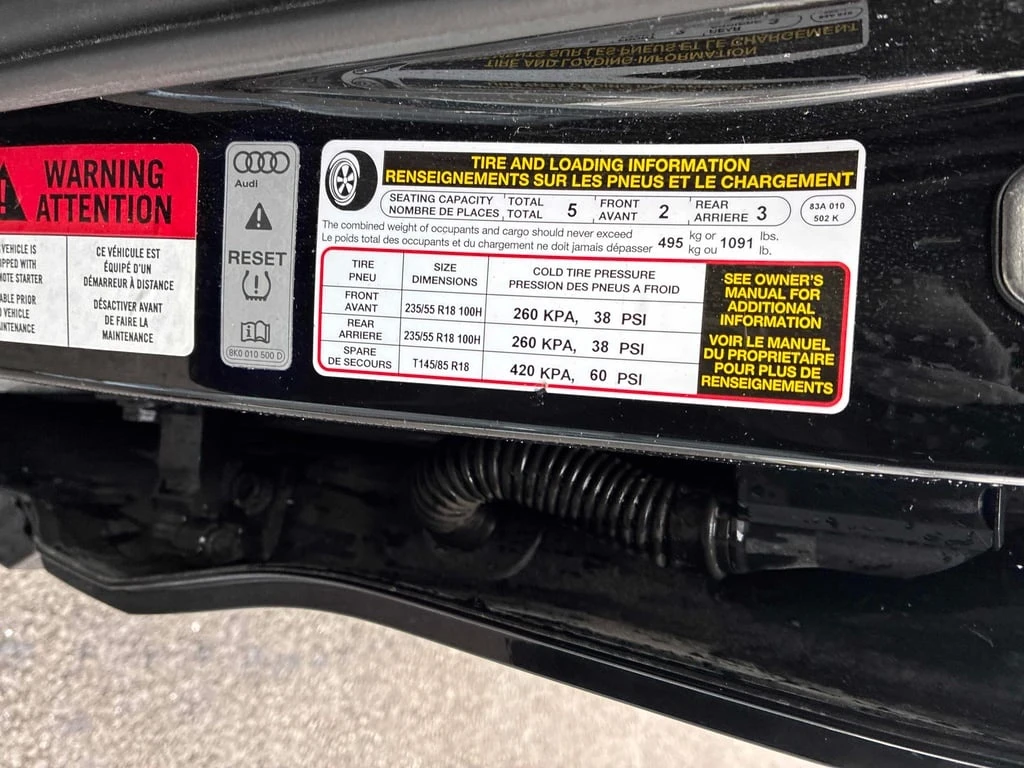 WARNING
ATTENTION
VEHICLE IS
WITH
STARTER
PRIOR
VEHICLE
CE VÉHICULE EST
ÉQUIPÉ D'UN
DÉMARREUR À DISTANCE
DÉSACTIVER AVANT
DE FAIRE LA
MAINTENANCE
Audi
RESET
8K0 010 500 D
TIRE AND LOADING INFORMATION
RENSEIGNEMENTS SUR LES PNEUS ET LE CHARGEMENT
SEATING CAPACITY TOTAL 5 FRONT 2 REAR 3
NOMBRE DE PLACES, TOTAL AVANT ARRIERE
83A 010
502 K
The combined weight of occupants and cargo should never exceed 495 kg or 1091 lbs.
Le poids total des occupants et du chargement ne doit jamais dépasser kg ou lb.
TIRE SIZE COLD TIRE PRESSURE
PNEU DIMENSIONS PRESSION DES PNEUS A FROID
FRONT
AVANT 235/55 R18 100H 260 KPA, 38 PSI
REAR
ARRIERE 235/55 R18 100H 260 KPA, 38 PSI
SPARE
DE SECOURS T145/85 R18 420 KPA, 60 PSI
SEE OWNER'S
MANUAL FOR
ADDITIONAL
INFORMATION
VOIR LE MANUEL
DU PROPRIETAIRE
POUR PLUS DE
RENSEIGNEMENTS